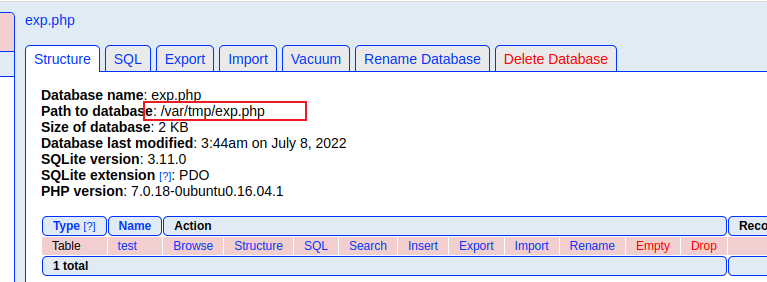 exp.php
Structure SQL Export Import Vacuum Rename Database Delete Database
Database name: exp.php
Path to database: /var/tmp/exp.php
Size of database: 2 KB
Database last modified: 3:44am on July 8, 2022
SQLite version: 3.11.0
SQLite extension [?]: PDO
PHP version: 7.0.18-0ubuntu0.16.04.1
Type [?] Name Action Reco
Table test Browse Structure SQL Search Insert Export Import Rename Empty Drop
1 total